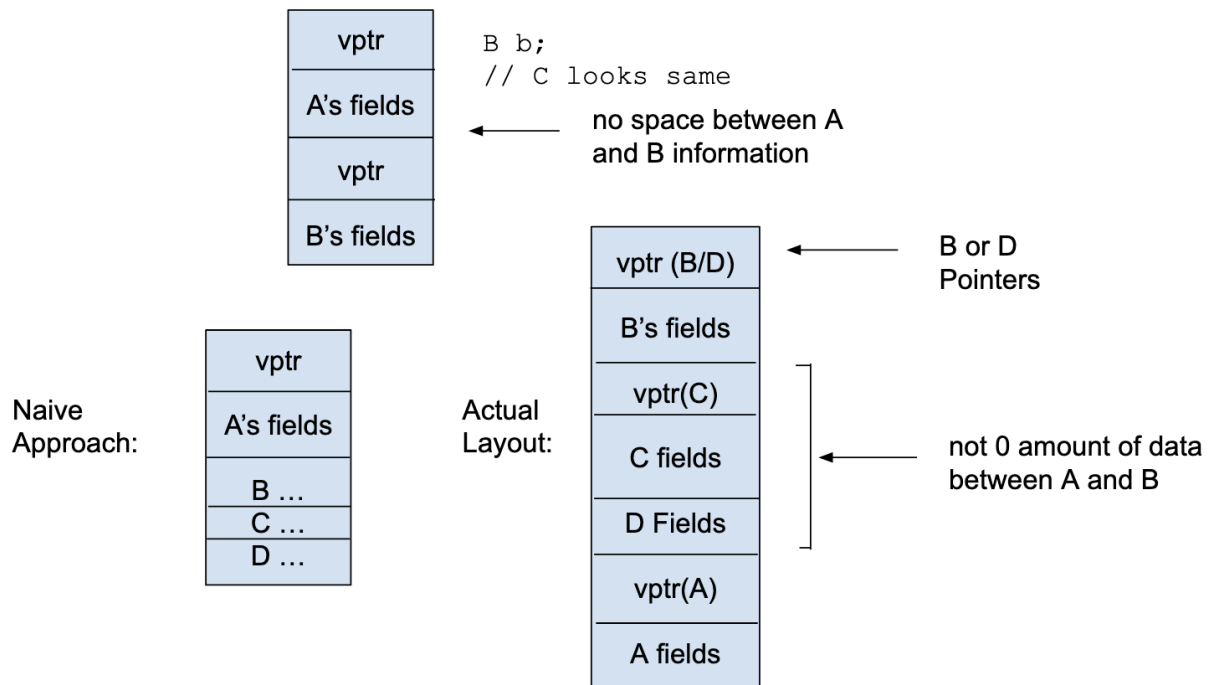 vptr
A's fields
vptr
B's fields
B b;
// C looks same
no space between A
and B information
Naive
Approach:
vptr
A's fields
B ...
C ...
D ...
Actual
Layout:
vptr (B/D)
B's fields
vptr(C)
C fields
D Fields
vptr(A)
A fields
B or D
Pointers
not 0 amount of data
between A and B